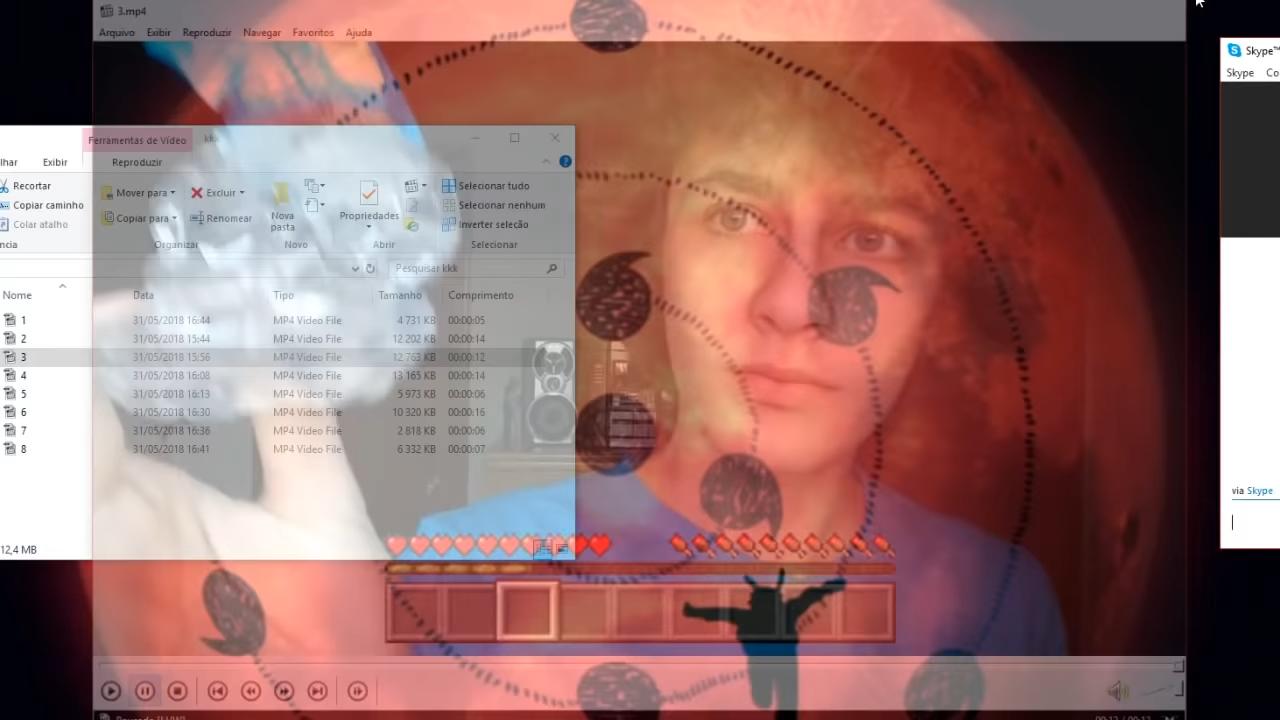 3.mp4
Arquivo Exibir Reproduzir Navegar Favoritos Ajuda
Skype™
Skype Co
Ferramentas de Vídeo kkk
lhar Exibir Reproduzir
Recortar
Copiar caminho
Colar atalho
ncia
Mover para
Copiar para
Excluir
Renomear
Organizar
Nova pasta
Novo
Propriedades
Abrir
Selecionar tudo
Selecionar nenhum
Inverter seleção
Selecionar
Pesquisar kkk
Nome Data Tipo Tamanho Comprimento
1 31/05/2018 16:44 MP4 Video File 4 731 KB 00:00:05
2 31/05/2018 15:44 MP4 Video File 12 202 KB 00:00:14
3 31/05/2018 15:56 MP4 Video File 12 763 KB 00:00:12
4 31/05/2018 16:08 MP4 Video File 13 165 KB 00:00:14
5 31/05/2018 16:13 MP4 Video File 5 973 KB 00:00:06
6 31/05/2018 16:30 MP4 Video File 10 320 KB 00:00:16
7 31/05/2018 16:36 MP4 Video File 2 818 KB 00:00:06
8 31/05/2018 16:41 MP4 Video File 6 332 KB 00:00:07
via Skype
12,4 MB